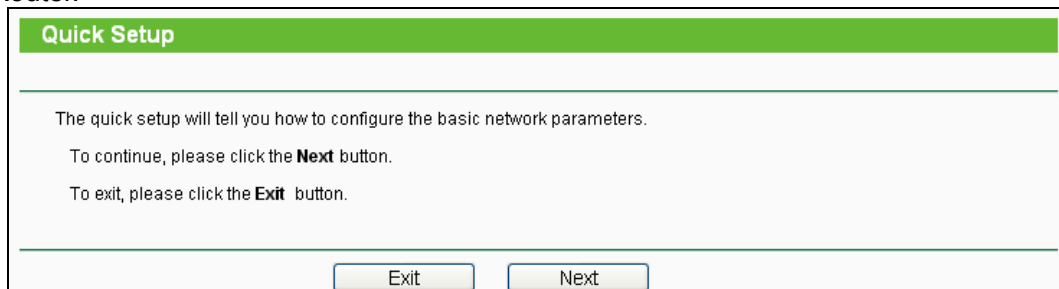 Quick Setup
The quick setup will tell you how to configure the basic network parameters.
To continue, please click the Next button.
To exit, please click the Exit button.
Exit Next